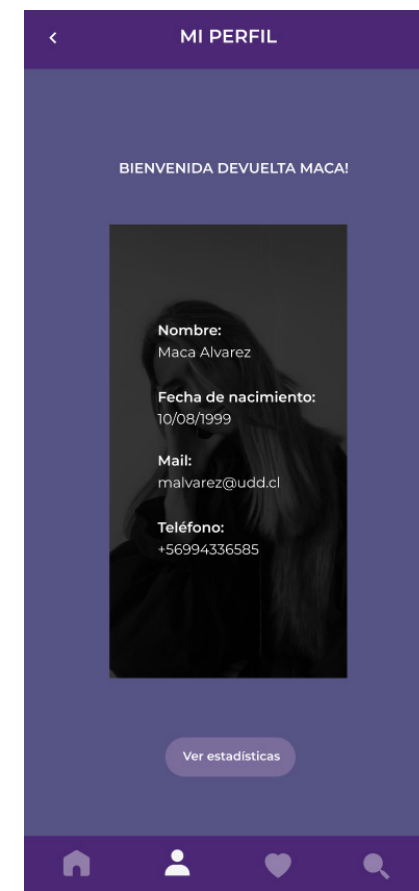 MI PERFIL
BIENVENIDA DEVUELTA MACA!
Nombre:
Maca Alvarez
Fecha de nacimiento:
10/08/1999
Mail:
malvarez@udd.cl
Teléfono:
+56994336585
Ver estadísticas